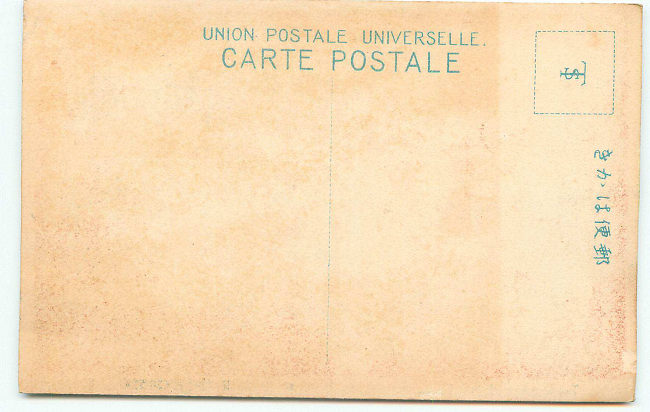 UNION POSTALE UNIVERSELLE.
CARTE POSTALE
きかは便郵